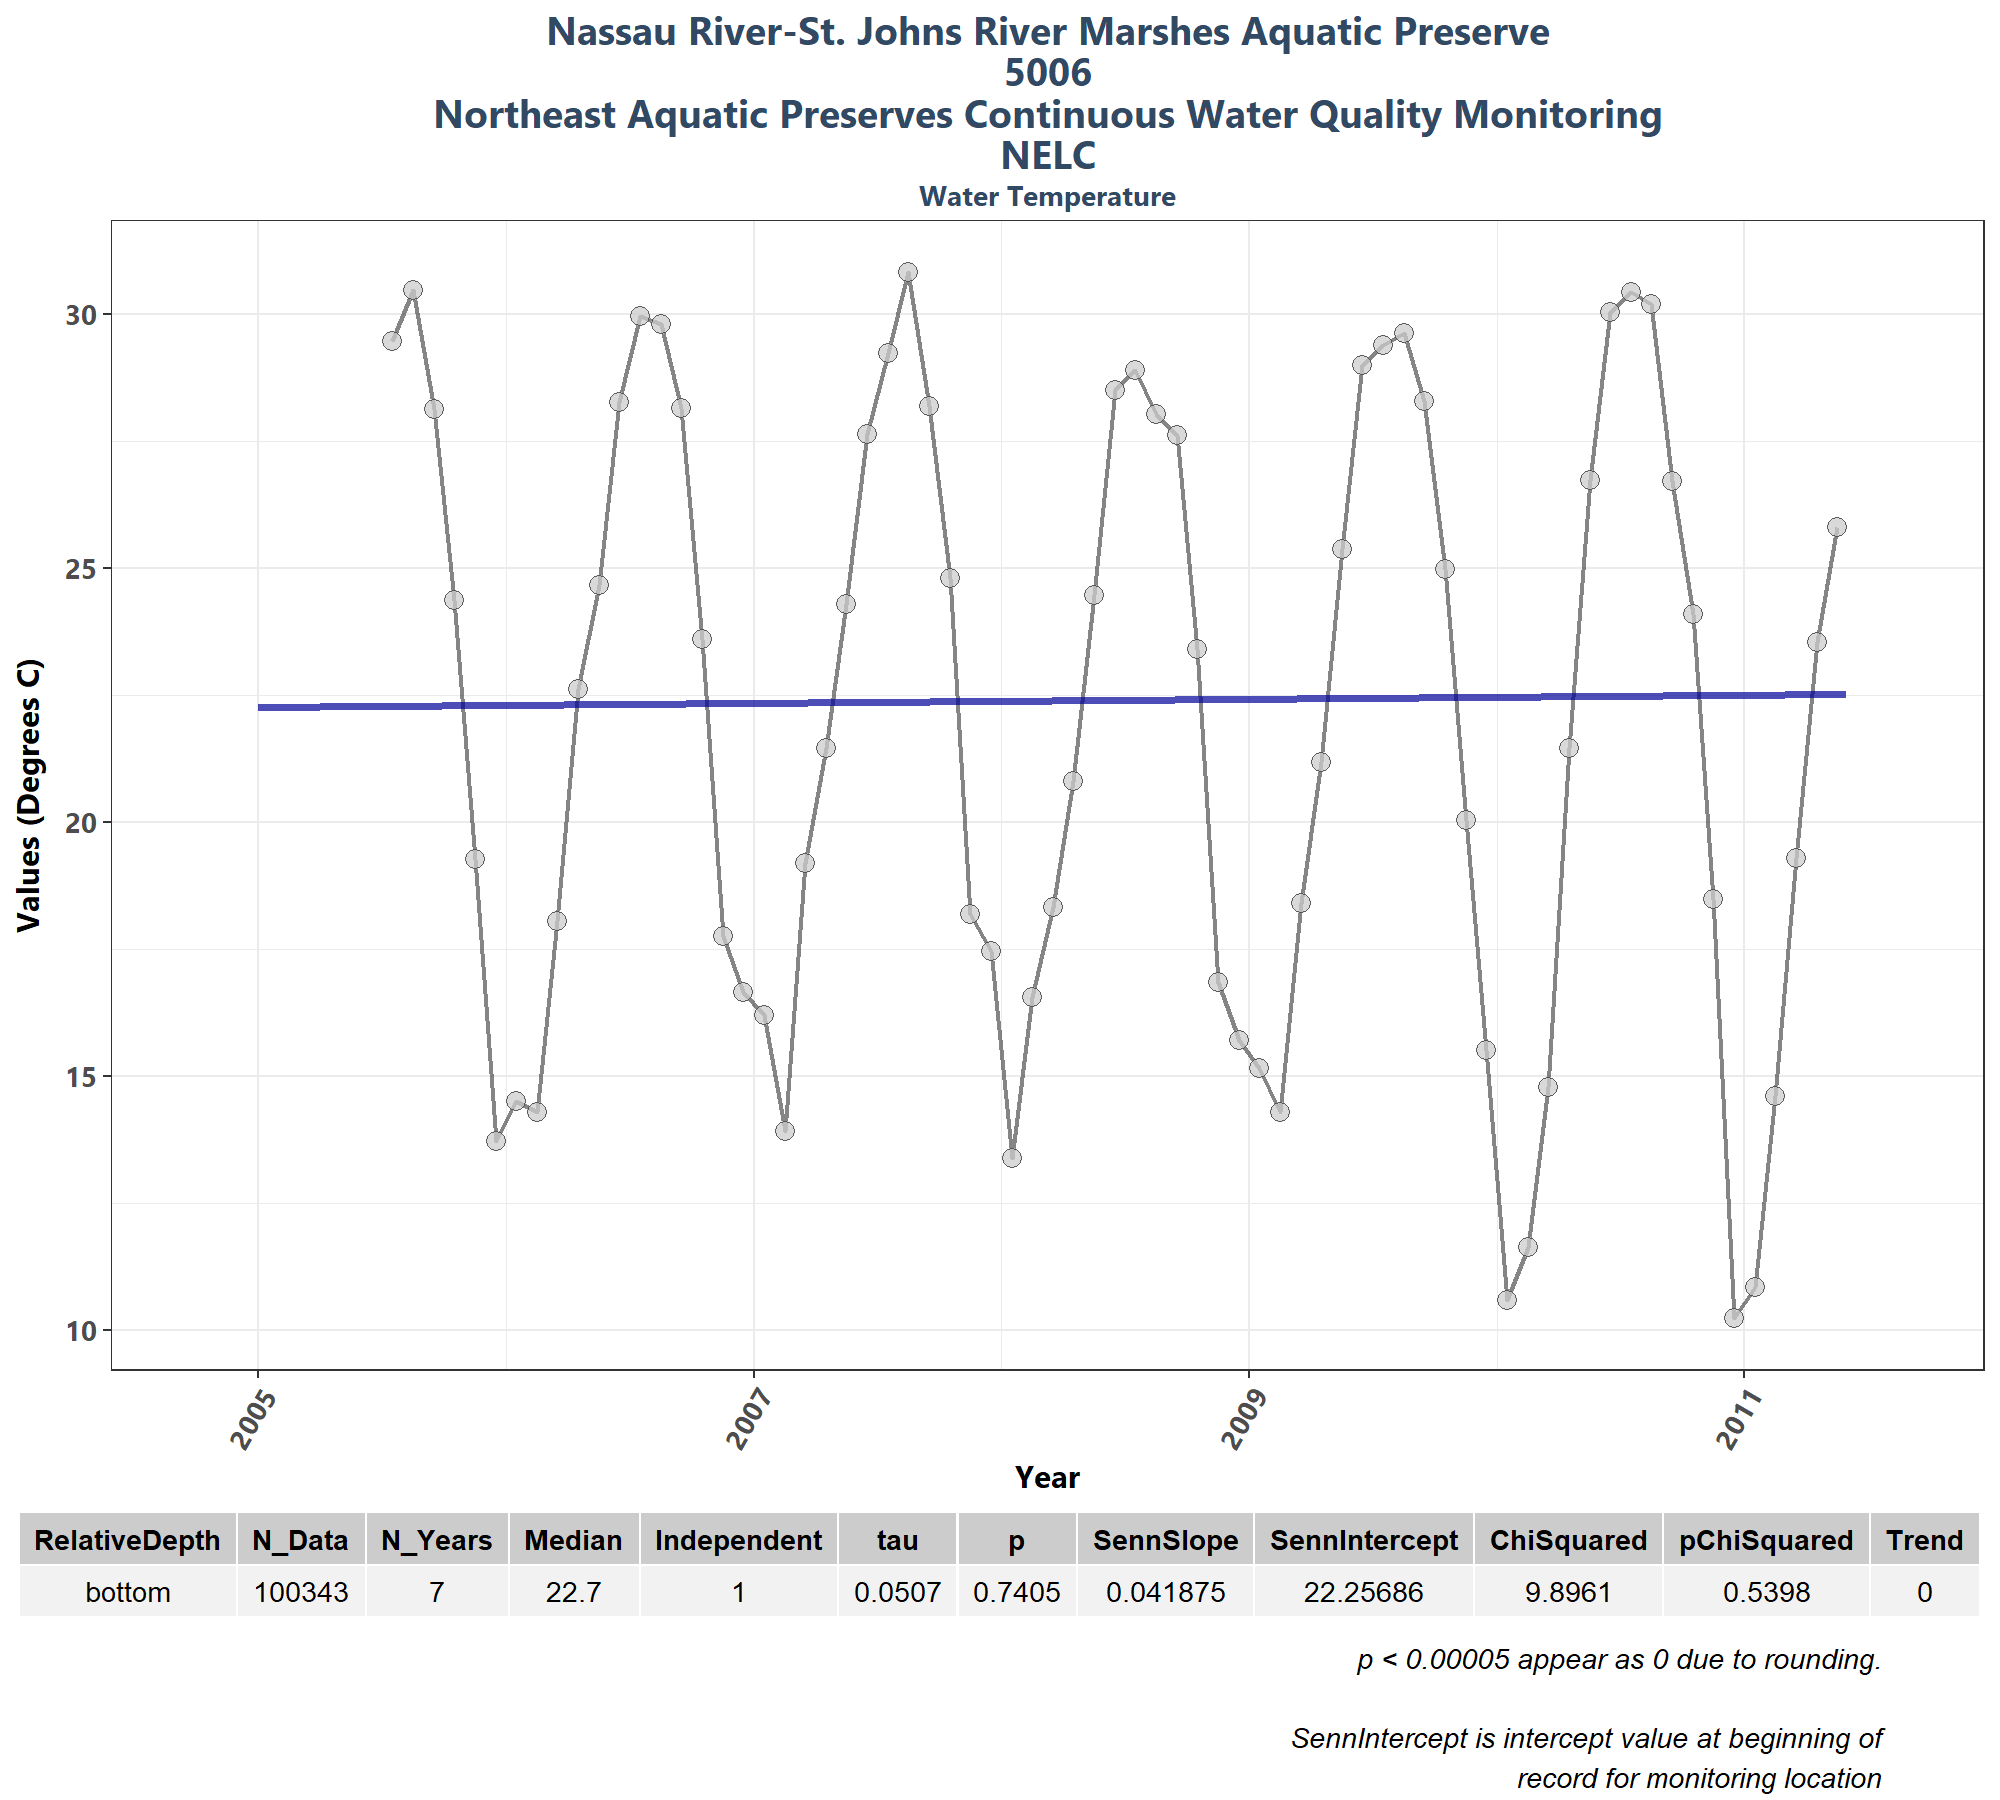 Nassau River-St. Johns River Marshes Aquatic Preserve
5006
Northeast Aquatic Preserves Continuous Water Quality Monitoring
NELC
Water Temperature
Values (Degrees C)
30
25
20
15
10
2005
2007
2009
2011
Year
RelativeDepth N_Data N_Years Median Independent tau p SennSlope SennIntercept ChiSquared pChiSquared Trend
bottom 100343 7 22.7 1 0.0507 0.7405 0.041875 22.25686 9.8961 0.5398 0
p < 0.00005 appear as 0 due to rounding.
SennIntercept is intercept value at beginning of
record for monitoring location